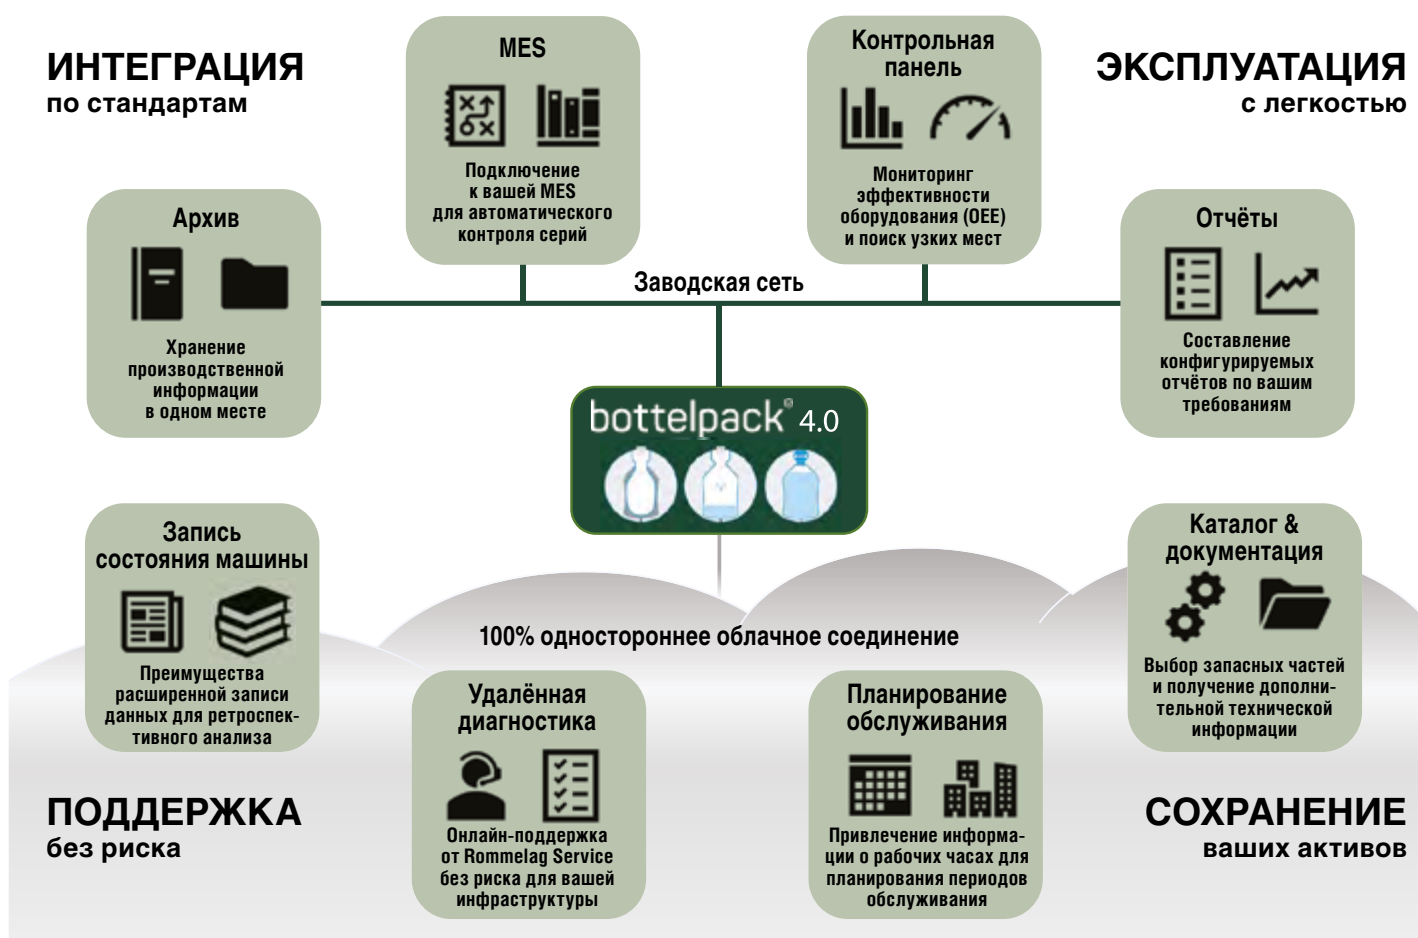 ИНТЕГРАЦИЯ
по стандартам
MES
Подключение
к вашей MES
для автоматического
контроля серий
Контрольная
панель
Мониторинг
эффективности
оборудования (OEE)
и поиск узких мест
ЭКСПЛУАТАЦИЯ
с легкостью
Архив
Хранение
производственной
информации
в одном месте
Заводская сеть
Отчёты
Составление
конфигурируемых
отчётов по вашим
требованиям
bottelpack® 4.0
Запись
состояния машины
Преимущества
расширенной записи
данных для ретроспек-
тивного анализа
100% одностороннее облачное соединение
Каталог &
документация
Выбор запасных частей
и получение дополни-
тельной технической
информации
Удалённая
диагностика
Онлайн-поддержка
от Rommelag Service
без риска для вашей
инфраструктуры
Планирование
обслуживания
Привлечение информа-
ции о рабочих часах для
планирования периодов
обслуживания
ПОДДЕРЖКА
без риска
СОХРАНЕНИЕ
ваших активов